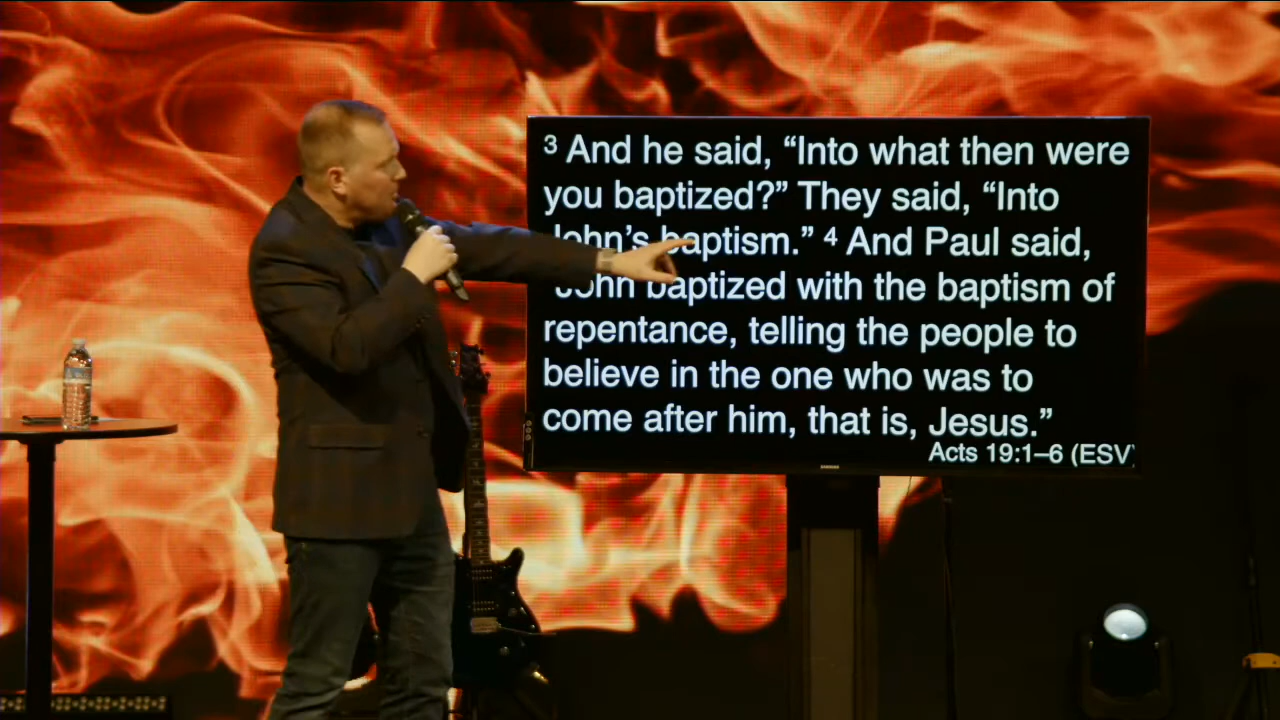 3 And he said, “Into what then were
you baptized?” They said, “Into
John’s baptism.” 4 And Paul said,
“John baptized with the baptism of
repentance, telling the people to
believe in the one who was to
come after him, that is, Jesus.”
Acts 19:1–6 (ESV)
SAMSUNG